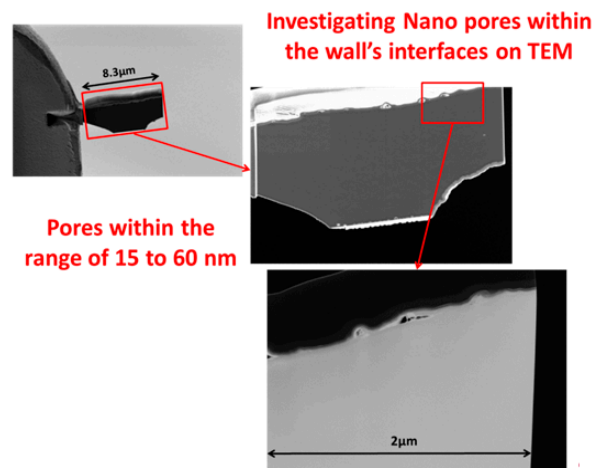 Investigating Nano pores within
the wall's interfaces on TEM
8.3µm
Pores within the
range of 15 to 60 nm
2µm